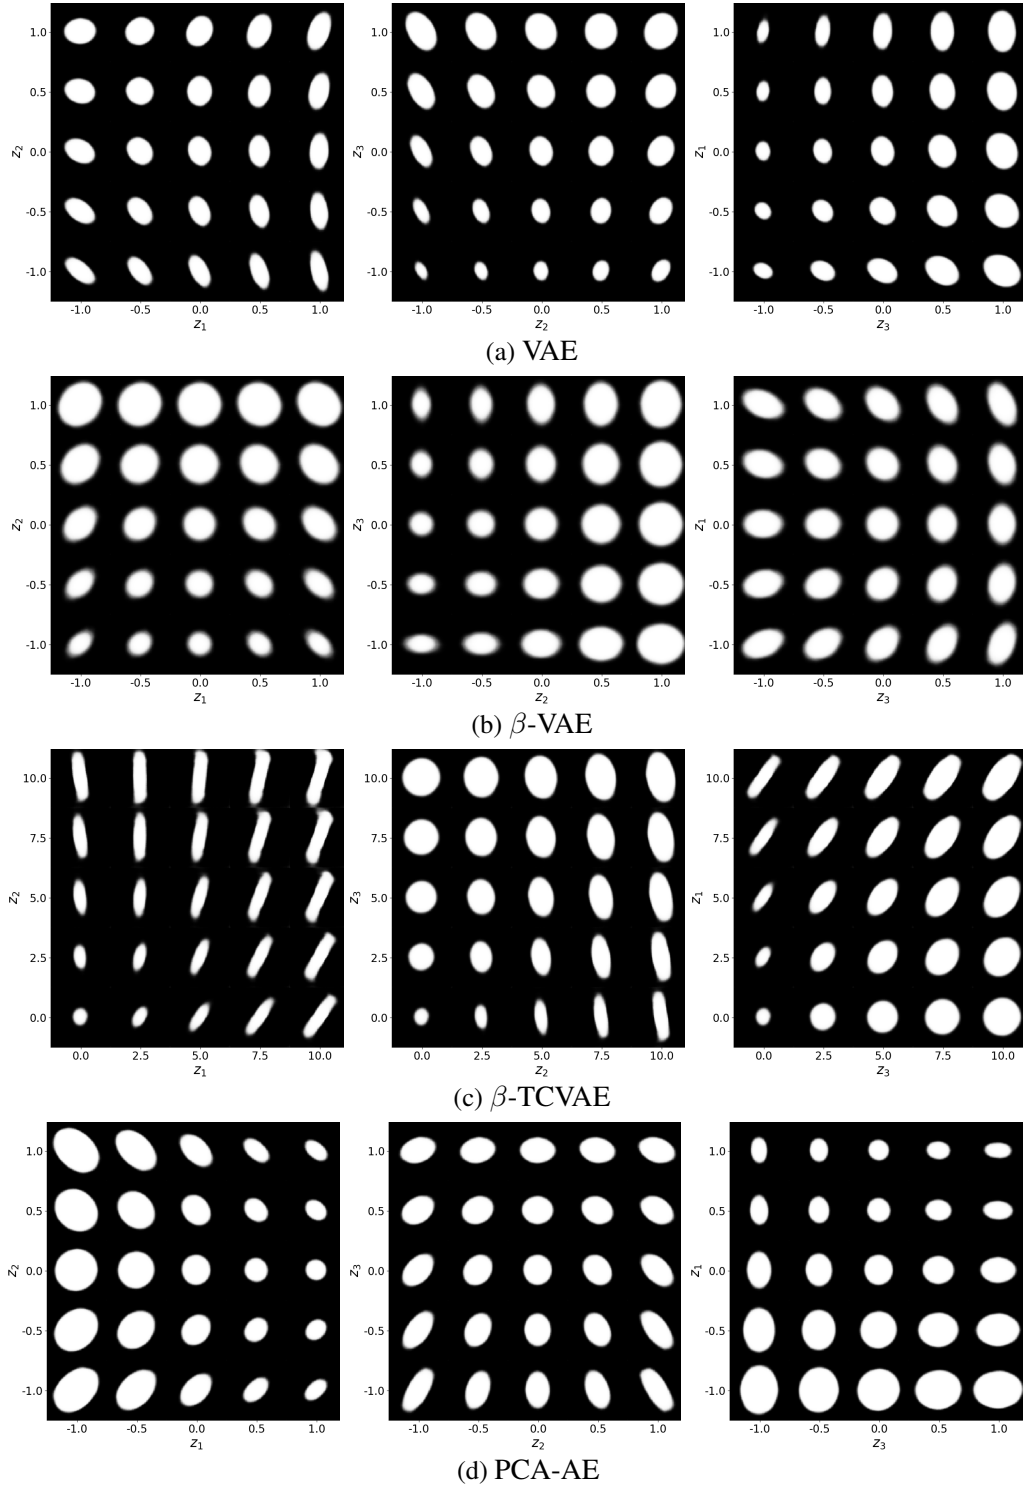 1.0 1.0 1.0
0.5 0.5 0.5
z₂ 0.0 z₃ 0.0 z₁ 0.0
-0.5 -0.5 -0.5
-1.0 -1.0 -1.0
-1.0 -0.5 0.0 0.5 1.0 -1.0 -0.5 0.0 0.5 1.0 -1.0 -0.5 0.0 0.5 1.0
z₁ z₂ z₃
(a) VAE
1.0 1.0 1.0
0.5 0.5 0.5
z₂ 0.0 z₃ 0.0 z₁ 0.0
-0.5 -0.5 -0.5
-1.0 -1.0 -1.0
-1.0 -0.5 0.0 0.5 1.0 -1.0 -0.5 0.0 0.5 1.0 -1.0 -0.5 0.0 0.5 1.0
z₁ z₂ z₃
(b) β-VAE
10.0 10.0 10.0
7.5 7.5 7.5
z₂ 5.0 z₃ 5.0 z₁ 5.0
2.5 2.5 2.5
0.0 0.0 0.0
0.0 2.5 5.0 7.5 10.0 0.0 2.5 5.0 7.5 10.0 0.0 2.5 5.0 7.5 10.0
z₁ z₂ z₃
(c) β-TCVAE
1.0 1.0 1.0
0.5 0.5 0.5
z₂ 0.0 z₃ 0.0 z₁ 0.0
-0.5 -0.5 -0.5
-1.0 -1.0 -1.0
-1.0 -0.5 0.0 0.5 1.0 -1.0 -0.5 0.0 0.5 1.0 -1.0 -0.5 0.0 0.5 1.0
z₁ z₂ z₃
(d) PCA-AE